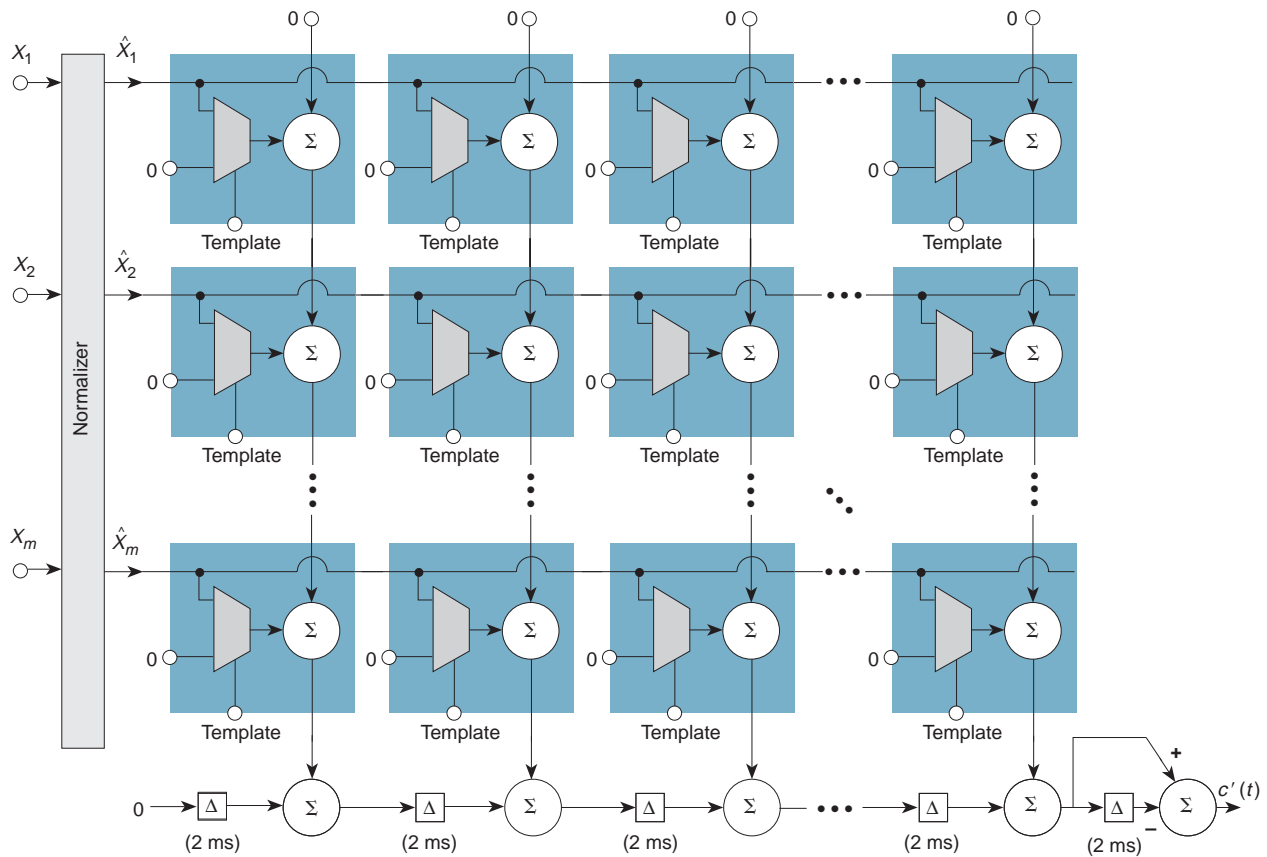 0 0 0 0
X1 X̂1
Σ Σ Σ Σ
0 0 0 0
Template Template Template Template
X2 X̂2
Σ Σ Σ Σ
0 0 0 0
Template Template Template Template
Normalizer
Xm X̂m
Σ Σ Σ Σ
0 0 0 0
Template Template Template Template
+
0 Δ Σ Δ Σ Δ Σ Δ Σ Δ Σ c′(t)
−
(2 ms) (2 ms) (2 ms) (2 ms) (2 ms)